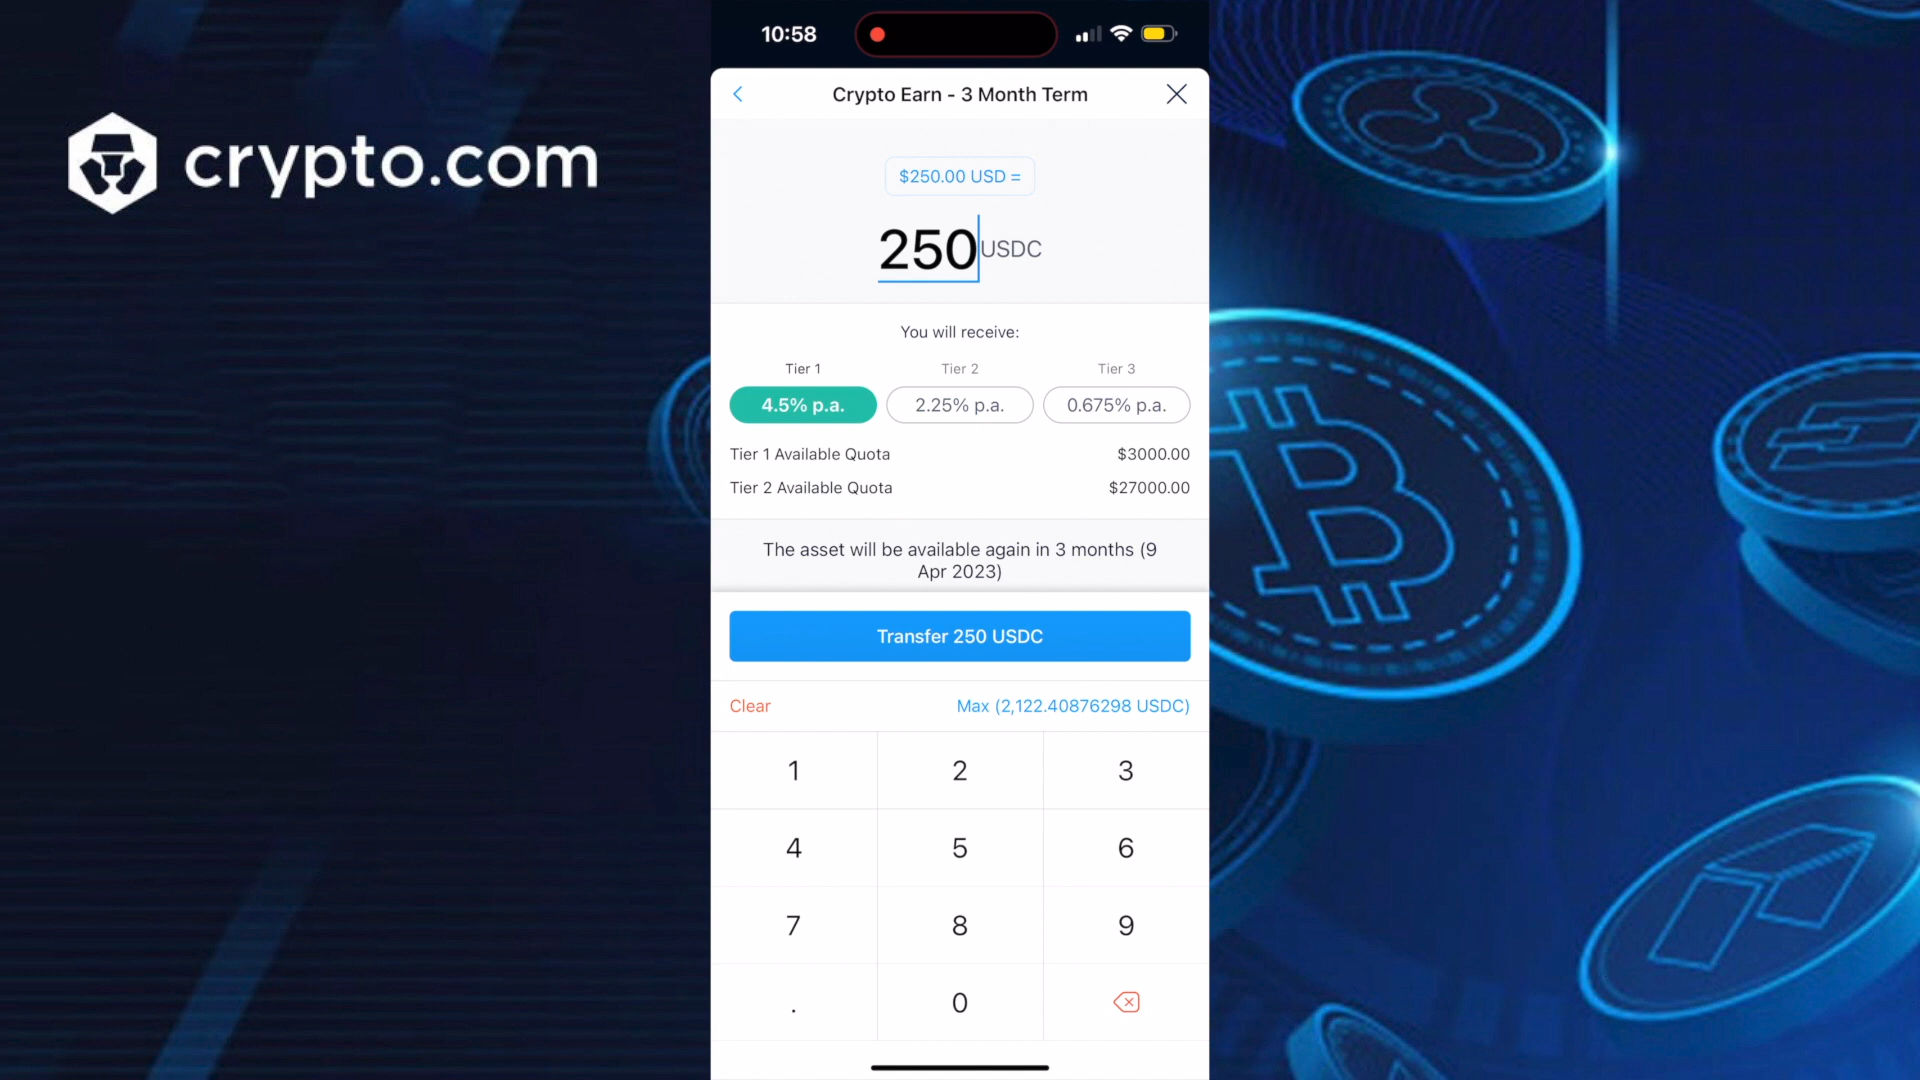 10:58
crypto.com
Crypto Earn - 3 Month Term
$250.00 USD =
250 USDC
You will receive:
Tier 1 Tier 2 Tier 3
4.5% p.a. 2.25% p.a. 0.675% p.a.
Tier 1 Available Quota $3000.00
Tier 2 Available Quota $27000.00
The asset will be available again in 3 months (9
Apr 2023)
Transfer 250 USDC
Clear Max (2,122.40876298 USDC)
1 2 3
4 5 6
7 8 9
. 0